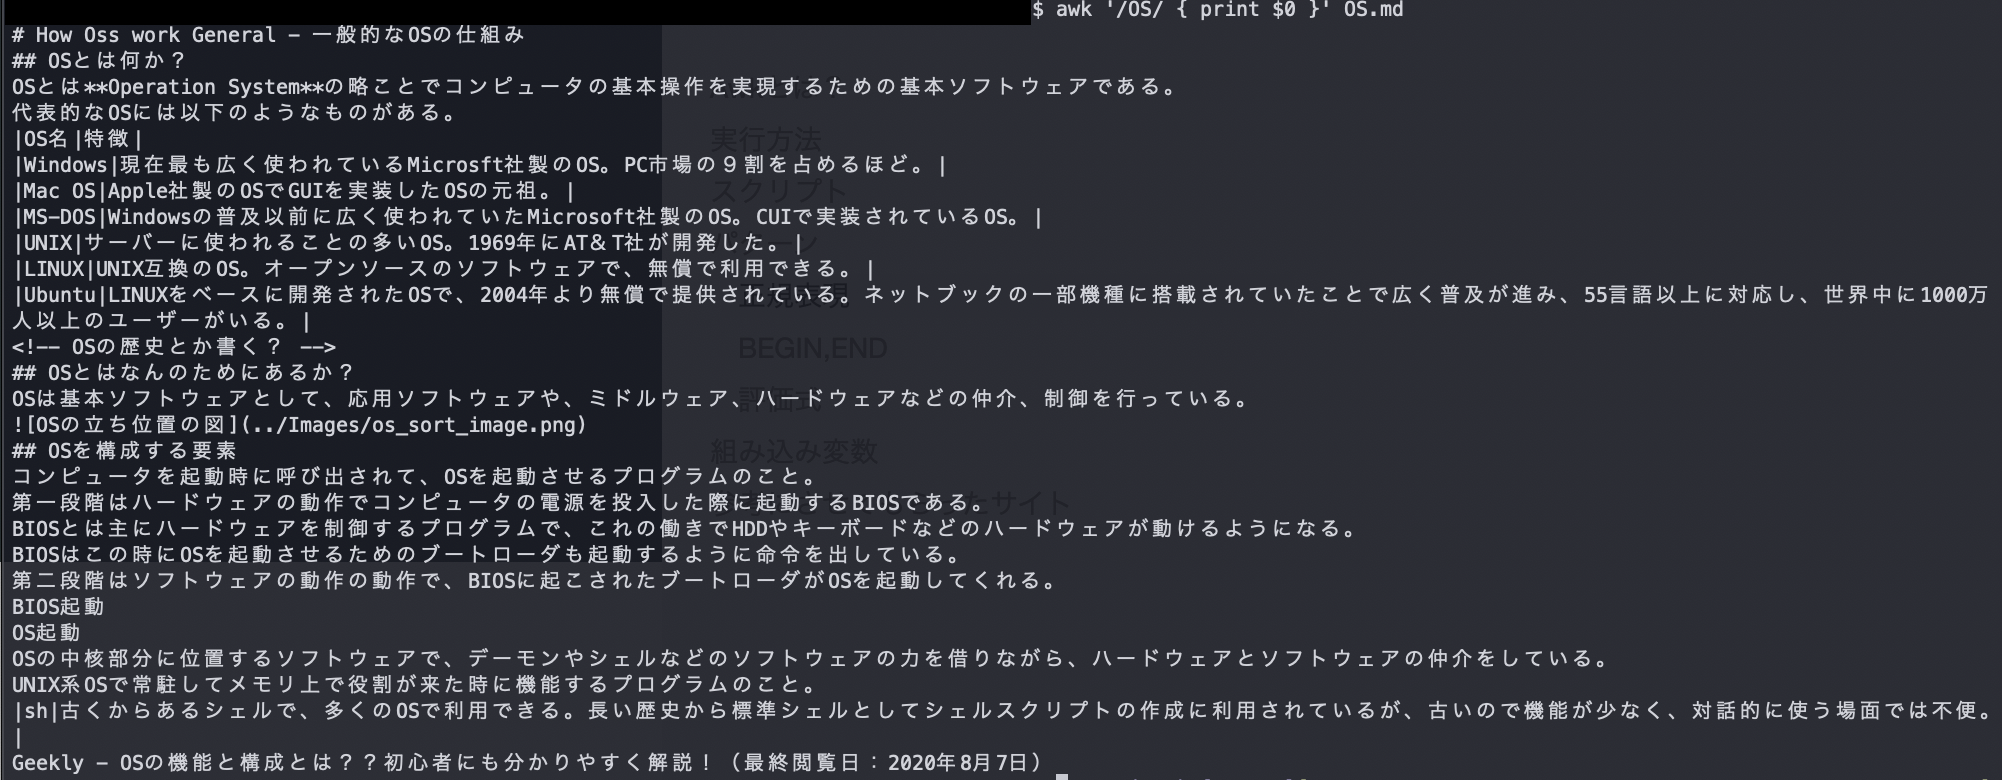 $ awk '/OS/ { print $0 }' OS.md
# How Oss work General - 一般的なOSの仕組み
## OSとは何か？
OSとは**Operation System**の略ことでコンピュータの基本操作を実現するための基本ソフトウェアである。
代表的なOSには以下のようなものがある。
|OS名|特徴|
|Windows|現在最も広く使われているMicrosft社製のOS。PC市場の９割を占めるほど。|
|Mac OS|Apple社製のOSでGUIを実装したOSの元祖。|
|MS-DOS|Windowsの普及以前に広く使われていたMicrosoft社製のOS。CUIで実装されているOS。|
|UNIX|サーバーに使われることの多いOS。1969年にAT＆T社が開発した。|
|LINUX|UNIX互換のOS。オープンソースのソフトウェアで、無償で利用できる。|
|Ubuntu|LINUXをベースに開発されたOSで、2004年より無償で提供されている。ネットブックの一部機種に搭載されていたことで広く普及が進み、55言語以上に対応し、世界中に1000万
人以上のユーザーがいる。|
<!-- OSの歴史とか書く？ -->
## OSとはなんのためにあるか？
OSは基本ソフトウェアとして、応用ソフトウェアや、ミドルウェア、ハードウェアなどの仲介、制御を行っている。
![OSの立ち位置の図](../Images/os_sort_image.png)
## OSを構成する要素
コンピュータを起動時に呼び出されて、OSを起動させるプログラムのこと。
第一段階はハードウェアの動作でコンピュータの電源を投入した際に起動するBIOSである。
BIOSとは主にハードウェアを制御するプログラムで、これの働きでHDDやキーボードなどのハードウェアが動けるようになる。
BIOSはこの時にOSを起動させるためのブートローダも起動するように命令を出している。
第二段階はソフトウェアの動作の動作で、BIOSに起こされたブートローダがOSを起動してくれる。
BIOS起動
OS起動
OSの中核部分に位置するソフトウェアで、デーモンやシェルなどのソフトウェアの力を借りながら、ハードウェアとソフトウェアの仲介をしている。
UNIX系OSで常駐してメモリ上で役割が来た時に機能するプログラムのこと。
|sh|古くからあるシェルで、多くのOSで利用できる。長い歴史から標準シェルとしてシェルスクリプトの作成に利用されているが、古いので機能が少なく、対話的に使う場面では不便。
|
Geekly - OSの機能と構成とは？？初心者にも分かりやすく解説！（最終閲覧日：2020年8月7日）
実行方法
スクリプト
正規表現
BEGIN,END
評価式
組み込み変数